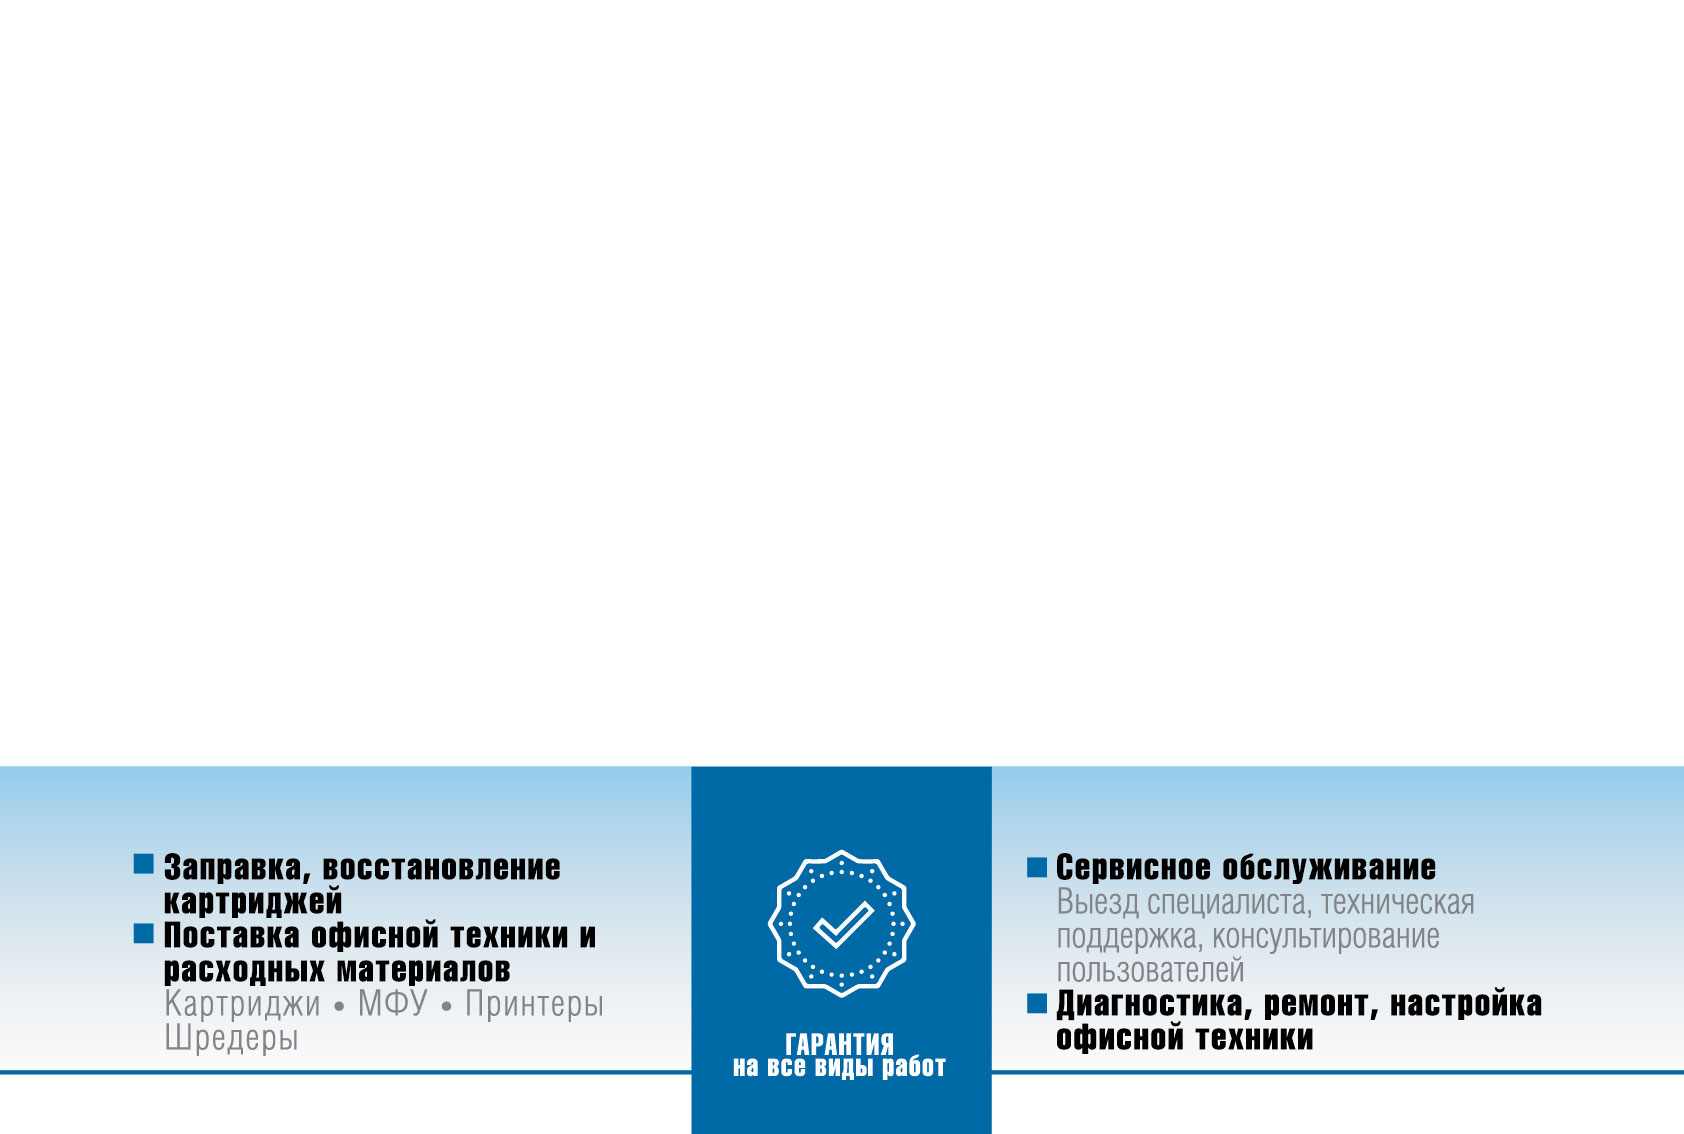 Заправка, восстановление
картриджей
Поставка офисной техники и
расходных материалов
Картриджи • МФУ • Принтеры
Шредеры
ГАРАНТИЯ
на все виды работ
Сервисное обслуживание
Выезд специалиста, техническая
поддержка, консультирование
пользователей
Диагностика, ремонт, настройка
офисной техники